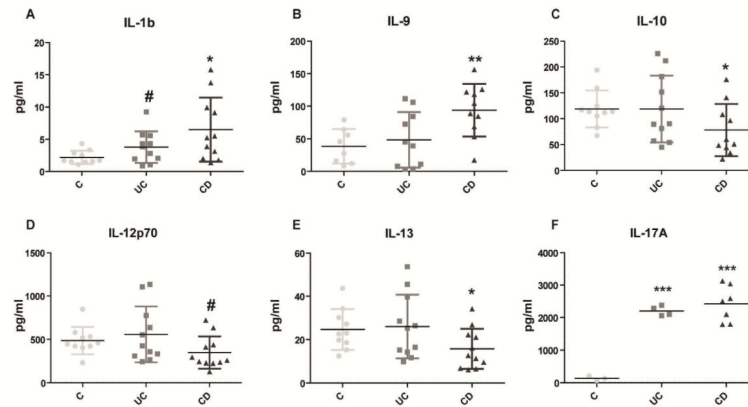 A
IL-1b
20
15
10
5
0
pg/ml
#
*
C
UC
CD
B
IL-9
200
150
100
50
0
pg/ml
**
C
UC
CD
C
IL-10
250
200
150
100
50
0
pg/ml
*
C
UC
CD
D
IL-12p70
1500
1000
500
0
pg/ml
#
C
UC
CD
E
IL-13
60
40
20
0
pg/ml
*
C
UC
CD
F
IL-17A
4000
3000
2000
1000
0
pg/ml
***
***
C
UC
CD